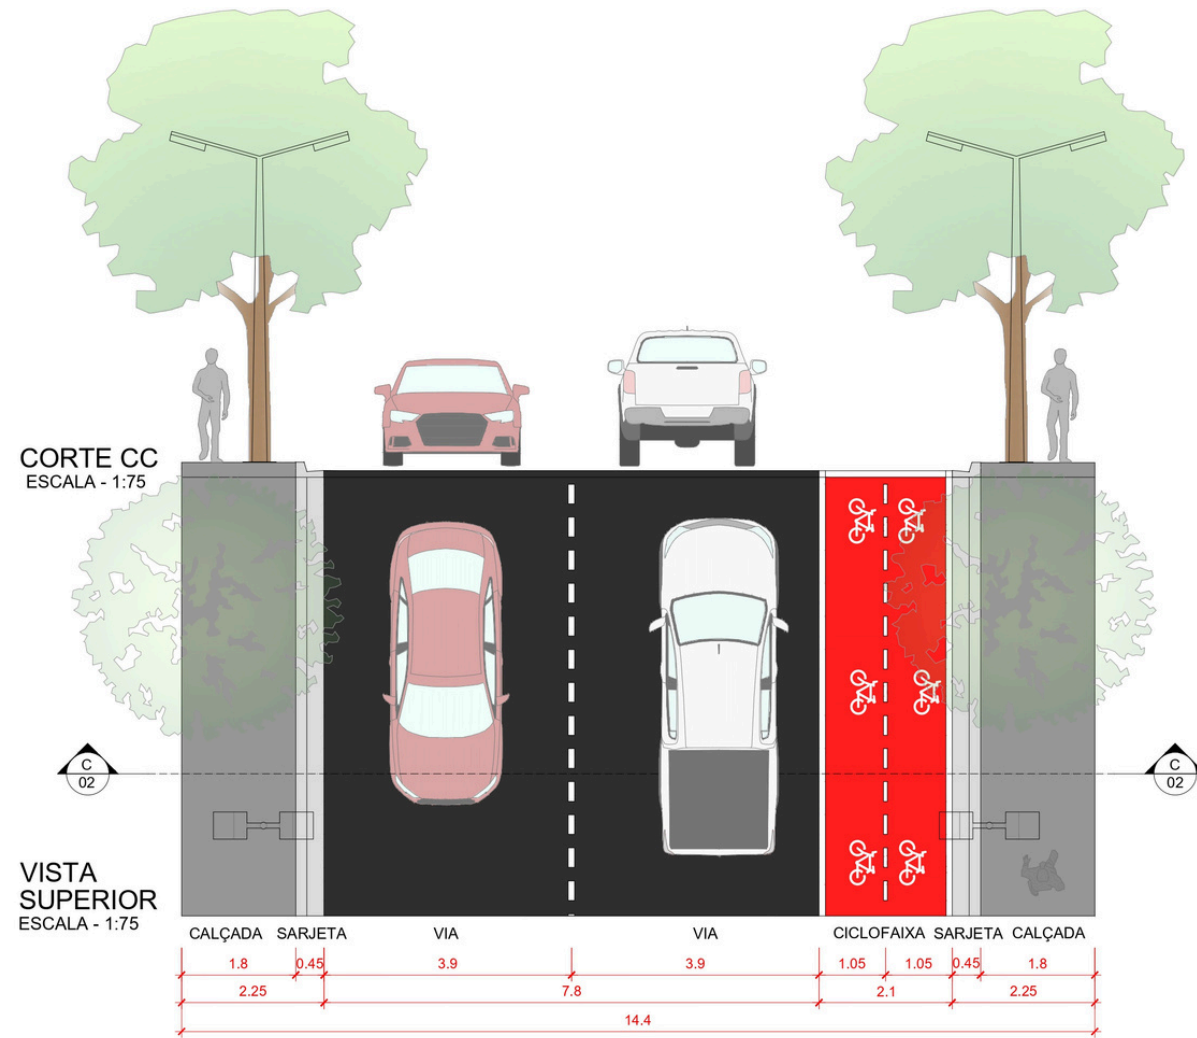 CORTE CC
ESCALA - 1:75
C
02
C
02
VISTA
SUPERIOR
ESCALA - 1:75
CALÇADA SARJETA VIA VIA CICLOFAIXA SARJETA CALÇADA
1.8 0.45 3.9 3.9 1.05 1.05 0.45 1.8
2.25 7.8 2.1 2.25
14.4